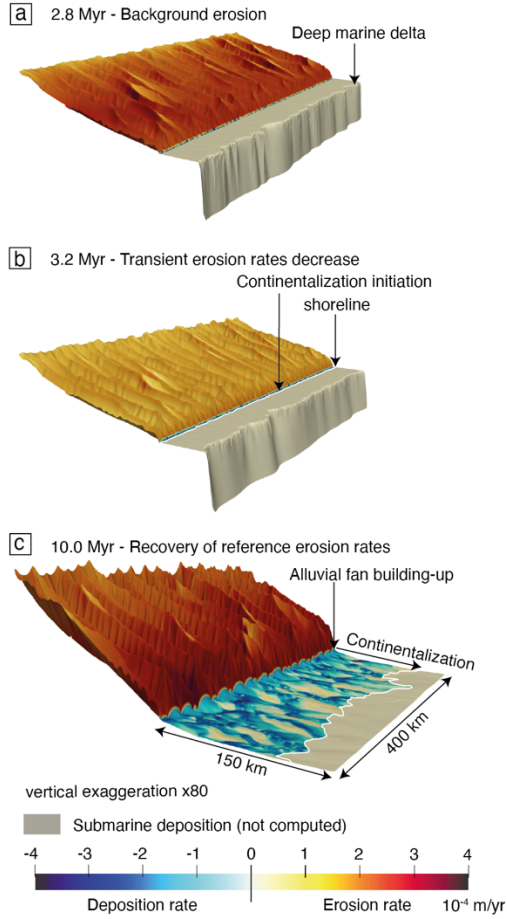 a 2.8 Myr - Background erosion
Deep marine delta
b 3.2 Myr - Transient erosion rates decrease
Continentalization initiation
shoreline
c 10.0 Myr - Recovery of reference erosion rates
Alluvial fan building-up
Continentalization
150 km
400 km
vertical exaggeration x80
Submarine deposition (not computed)
-4 -3 -2 -1 0 1 2 3 4
Deposition rate Erosion rate 10⁻⁴ m/yr